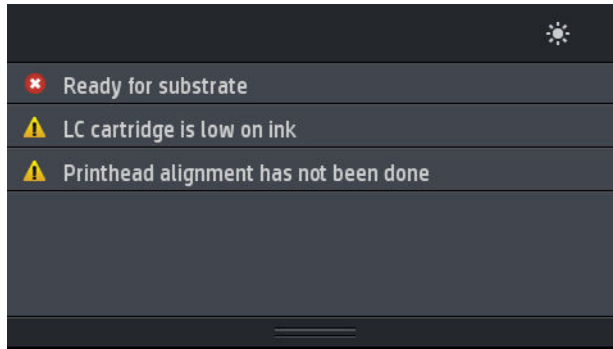 Ready for substrate
LC cartridge is low on ink
Printhead alignment has not been done